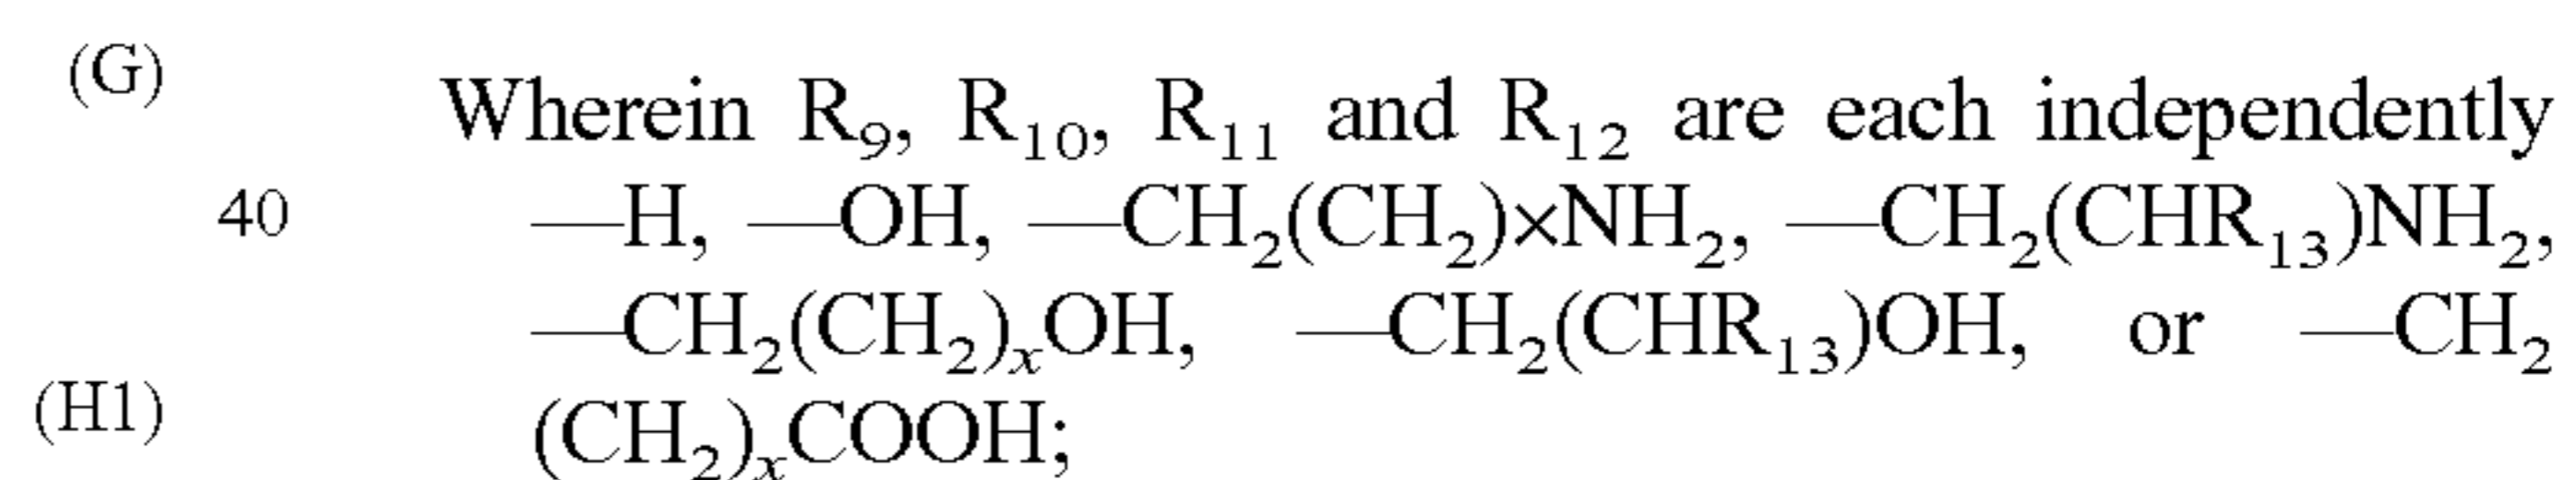 (G)
Wherein R₉, R₁₀, R₁₁ and R₁₂ are each independently
40 —H, —OH, —CH₂(CH₂)×NH₂, —CH₂(CHR₁₃)NH₂,
—CH₂(CH₂)ₓOH, —CH₂(CHR₁₃)OH, or —CH₂
(H1)
(CH₂)ₓCOOH;